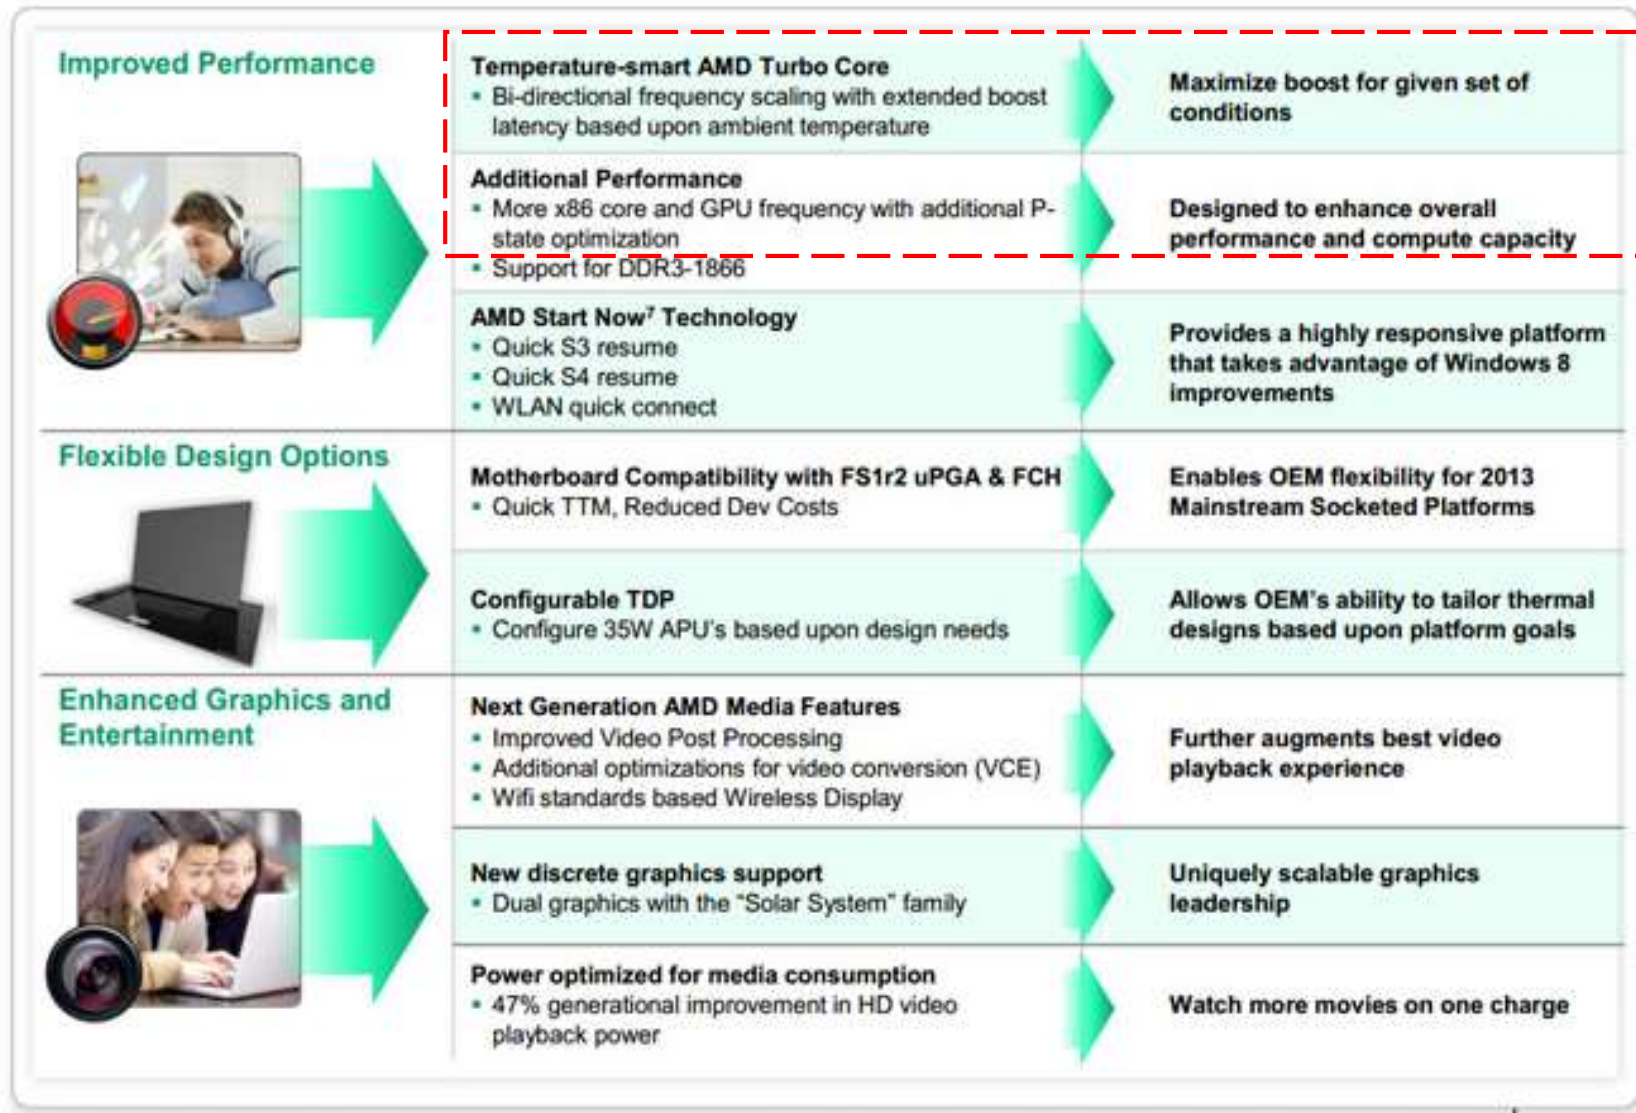 Improved Performance
Temperature-smart AMD Turbo Core
▪ Bi-directional frequency scaling with extended boost
latency based upon ambient temperature
Maximize boost for given set of
conditions
Additional Performance
▪ More x86 core and GPU frequency with additional P-
state optimization
▪ Support for DDR3-1866
Designed to enhance overall
performance and compute capacity
AMD Start Now⁷ Technology
▪ Quick S3 resume
▪ Quick S4 resume
▪ WLAN quick connect
Provides a highly responsive platform
that takes advantage of Windows 8
improvements
Flexible Design Options
Motherboard Compatibility with FS1r2 uPGA & FCH
▪ Quick TTM, Reduced Dev Costs
Enables OEM flexibility for 2013
Mainstream Socketed Platforms
Configurable TDP
▪ Configure 35W APU's based upon design needs
Allows OEM's ability to tailor thermal
designs based upon platform goals
Enhanced Graphics and
Entertainment
Next Generation AMD Media Features
▪ Improved Video Post Processing
▪ Additional optimizations for video conversion (VCE)
▪ Wifi standards based Wireless Display
Further augments best video
playback experience
New discrete graphics support
▪ Dual graphics with the "Solar System" family
Uniquely scalable graphics
leadership
Power optimized for media consumption
▪ 47% generational improvement in HD video
playback power
Watch more movies on one charge